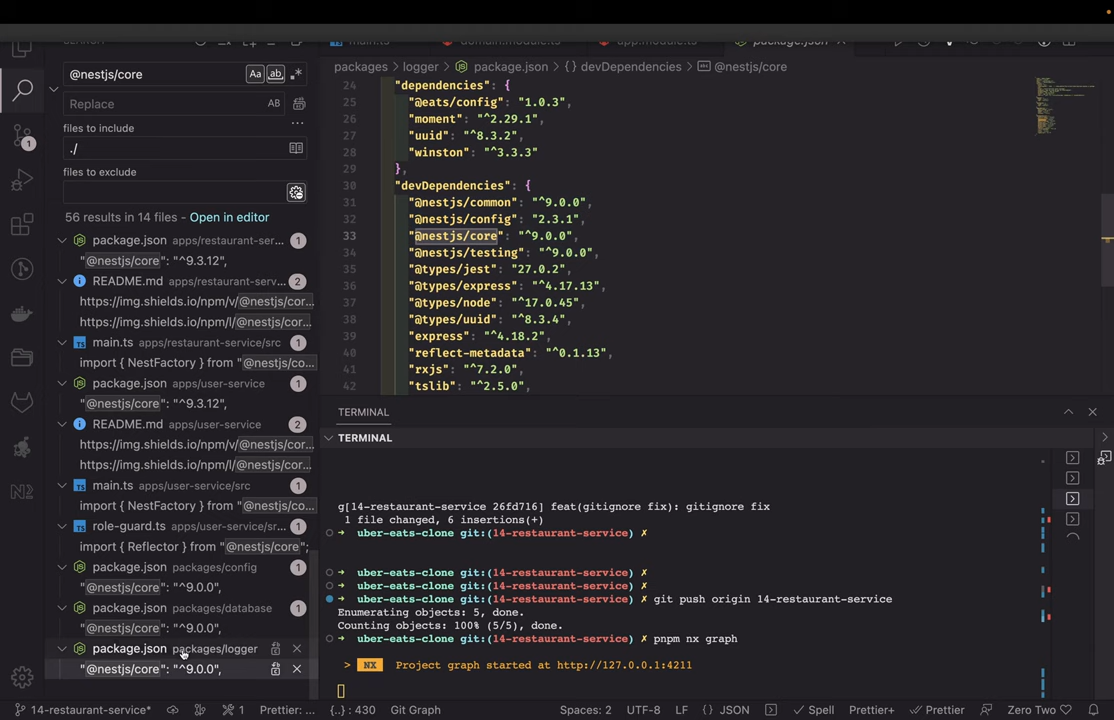 SEARCH
main.ts
domain.module.ts
app.module.ts
package.json
@nestjs/core
Aa
ab
Replace
AB
files to include
./
files to exclude
56 results in 14 files - Open in editor
package.json apps/restaurant-ser... 1
"@nestjs/core": "^9.3.12",
README.md apps/restaurant-serv... 2
https://img.shields.io/npm/v/@nestjs/cor...
https://img.shields.io/npm/l/@nestjs/cor...
main.ts apps/restaurant-service/src 1
import { NestFactory } from "@nestjs/co...
package.json apps/user-service 1
"@nestjs/core": "^9.3.12",
README.md apps/user-service 2
https://img.shields.io/npm/v/@nestjs/cor...
https://img.shields.io/npm/l/@nestjs/cor...
main.ts apps/user-service/src 1
import { NestFactory } from "@nestjs/co...
role-guard.ts apps/user-service/sr... 1
import { Reflector } from "@nestjs/core";
package.json packages/config 1
"@nestjs/core": "^9.0.0",
package.json packages/database 1
"@nestjs/core": "^9.0.0",
package.json packages/logger
"@nestjs/core": "^9.0.0",
packages > logger > package.json > {} devDependencies > @nestjs/core
24 "dependencies": {
25 "@eats/config": "1.0.3",
26 "moment": "^2.29.1",
27 "uuid": "^8.3.2",
28 "winston": "^3.3.3"
29 },
30 "devDependencies": {
31 "@nestjs/common": "^9.0.0",
32 "@nestjs/config": "2.3.1",
33 "@nestjs/core": "^9.0.0",
34 "@nestjs/testing": "^9.0.0",
35 "@types/jest": "27.0.2",
36 "@types/express": "^4.17.13",
37 "@types/node": "^17.0.45",
38 "@types/uuid": "^8.3.4",
39 "express": "^4.18.2",
40 "reflect-metadata": "^0.1.13",
41 "rxjs": "^7.2.0",
42 "tslib": "^2.5.0",
TERMINAL
TERMINAL
g[14-restaurant-service 26fd716] feat(gitignore fix): gitignore fix
1 file changed, 6 insertions(+)
➜ uber-eats-clone git:(14-restaurant-service) ✗
➜ uber-eats-clone git:(14-restaurant-service) ✗
➜ uber-eats-clone git:(14-restaurant-service) ✗
➜ uber-eats-clone git:(14-restaurant-service) ✗ git push origin 14-restaurant-service
Enumerating objects: 5, done.
Counting objects: 100% (5/5), done.
➜ uber-eats-clone git:(14-restaurant-service) ✗ pnpm nx graph
> NX Project graph started at http://127.0.0.1:4211
14-restaurant-service* 1 Prettier: ... {..} : 430 Git Graph Spaces: 2 UTF-8 LF {} JSON Spell Prettier+ Prettier Zero Two